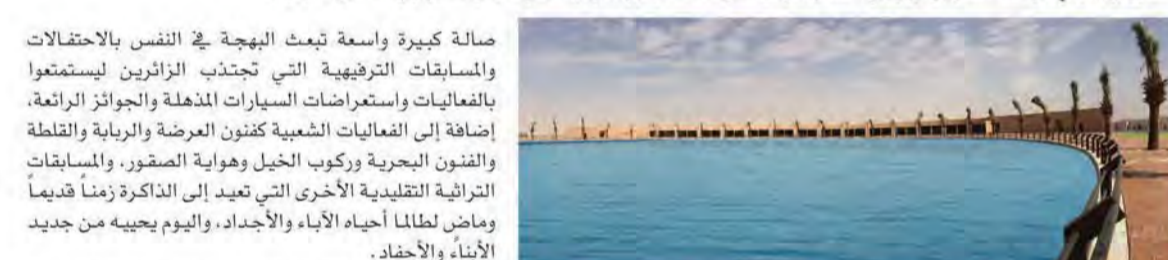 صالة كبيرة واسعة تبعث البهجة في النفس بالاحتفالات
والمسابقات الترفيهية التي تجتذب الزائرين ليستمتعوا
بالفعاليات واستعراضات السيارات المذهلة والجوائز الرائعة،
إضافة إلى الفعاليات الشعبية كفنون العرضة والربابة والقلطة
والفنون البحرية وركوب الخيل وهواية الصقور، والمسابقات
التراثية التقليدية الأخرى التي تعيد إلى الذاكرة زمناً قديماً
وماض لطالما أحياه الآباء والأجداد، واليوم يحييه من جديد
الأبناء والأحفاد.